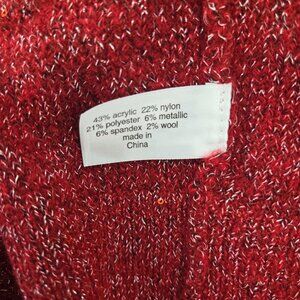 43% acrylic 22% nylon
21% polyester 6% metallic
6% spandex 2% wool
made in
China